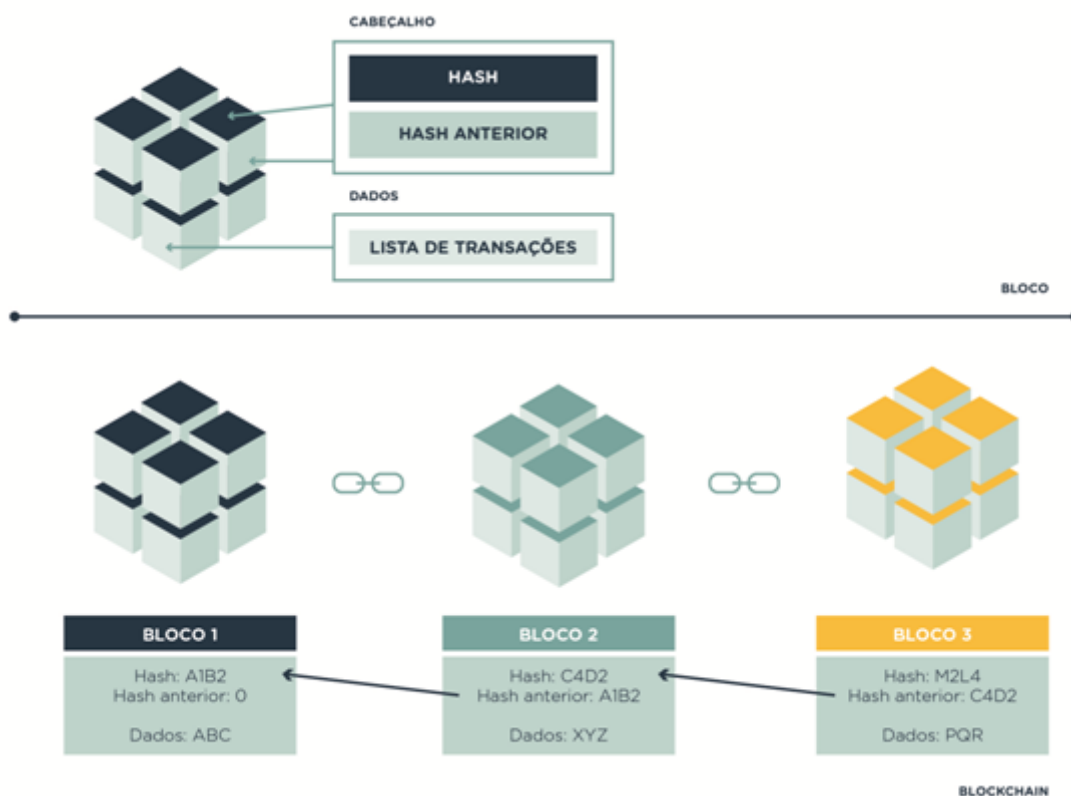 CABEÇALHO
HASH
HASH ANTERIOR
DADOS
LISTA DE TRANSAÇÕES
BLOCO
BLOCO 1
Hash: A1B2
Hash anterior: 0
Dados: ABC
BLOCO 2
Hash: C4D2
Hash anterior: A1B2
Dados: XYZ
BLOCO 3
Hash: M2L4
Hash anterior: C4D2
Dados: PQR
BLOCKCHAIN